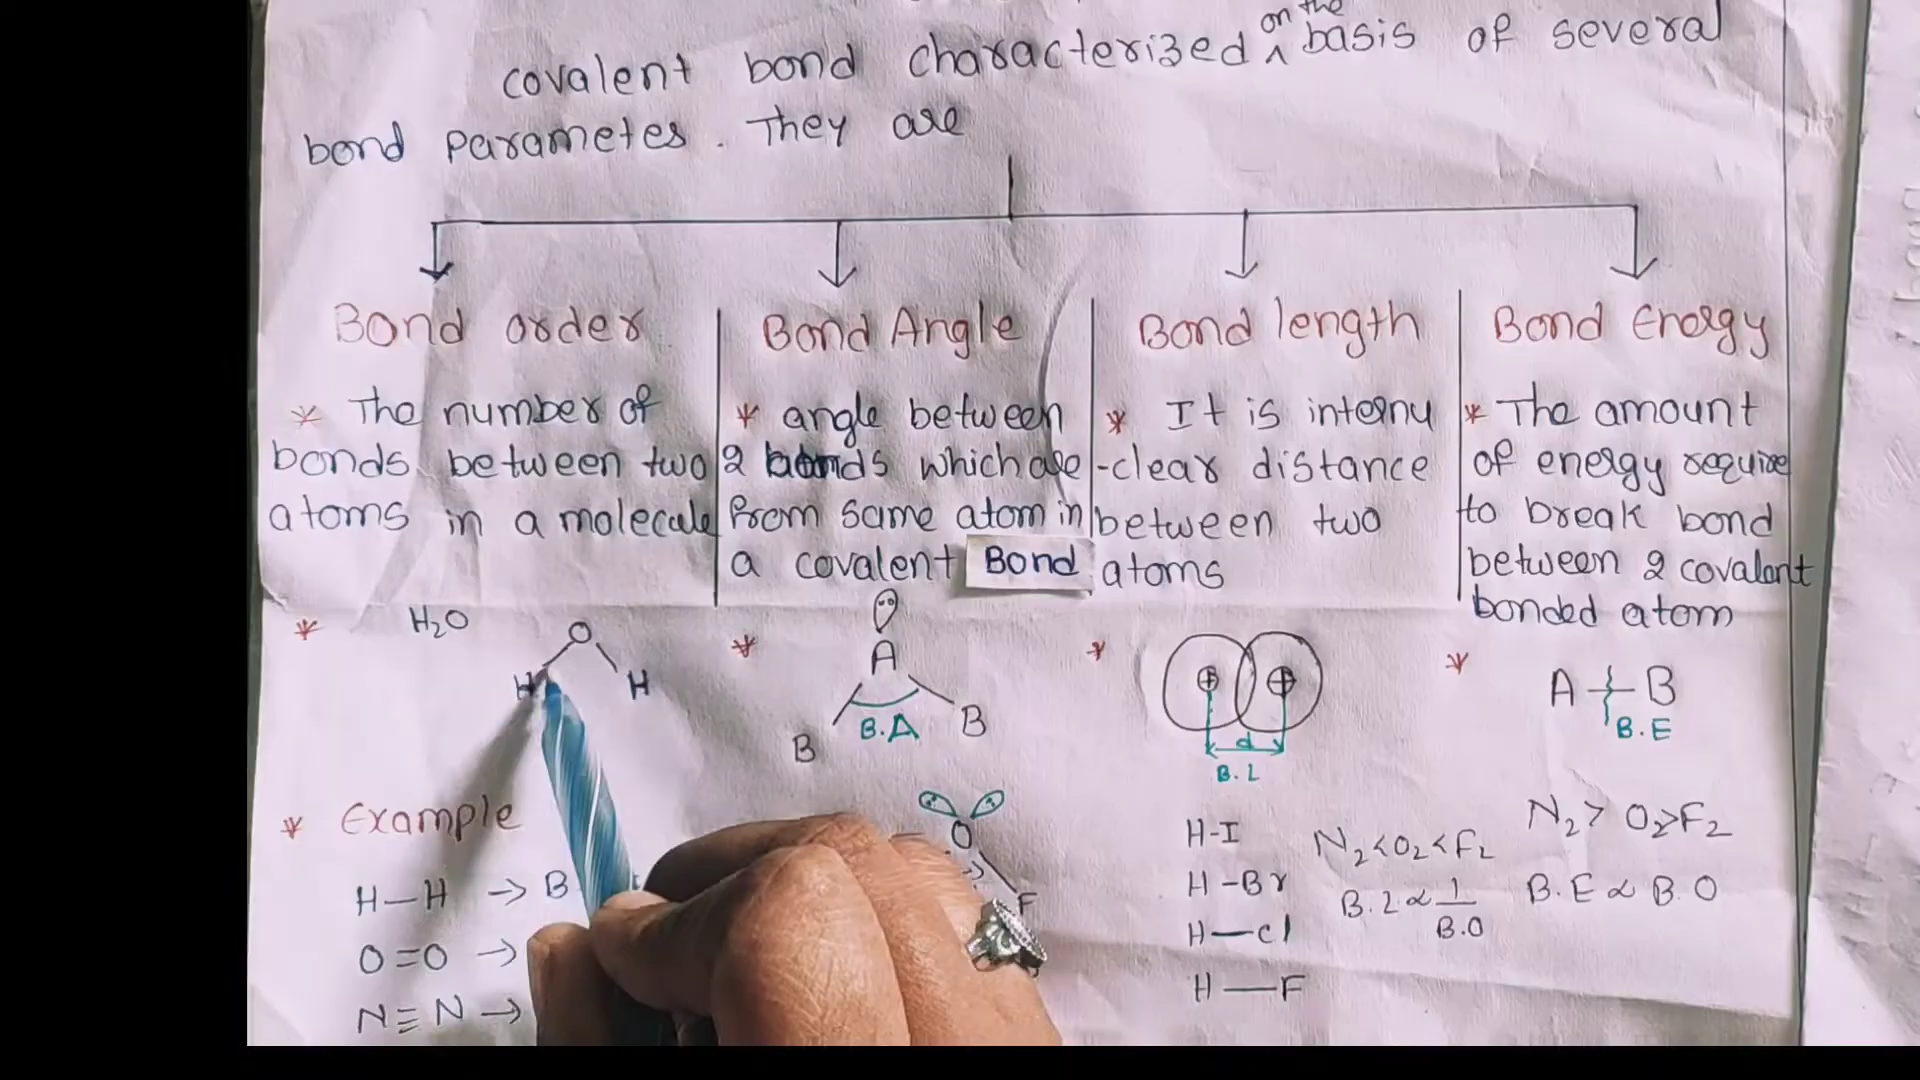 on the
covalent bond characterized ^ basis of several
bond parametes. They are
Bond order
* The number of
bonds between two
atoms in a molecule
* H₂O
O
H H
* Example
H—H → B
O=O →
N≡N →
Bond Angle
* angle between
2 bonds which are
from same atom in
a covalent Bond
*
A
B.A
B B
O
F
Bond length
* It is internu
-clear distance
between two
atoms
*
d
B.L
H-I
H-Br
H—Cl
H—F
N₂<O₂<F₂
B.L ∝ 1/B.O
Bond Energy
* The amount
of energy require
to break bond
between 2 covalent
bonded atom
* A B
B.E
N₂>O₂>F₂
B.E ∝ B.O